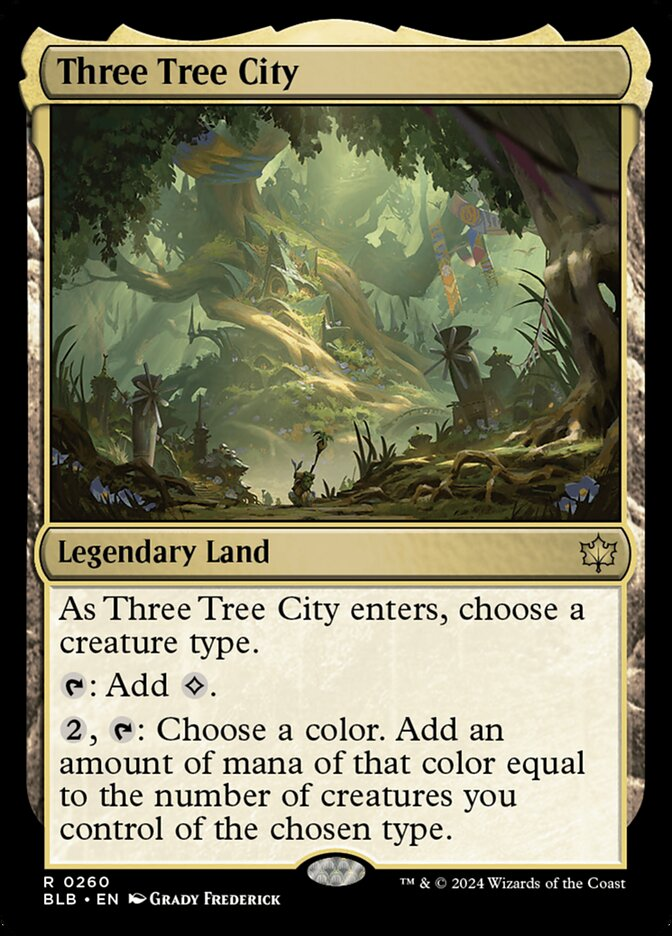 Three Tree City
Legendary Land
As Three Tree City enters, choose a
creature type.
: Add .
2, : Choose a color. Add an
amount of mana of that color equal
to the number of creatures you
control of the chosen type.
R 0260
BLB • EN Grady Frederick
™ & © 2024 Wizards of the Coast